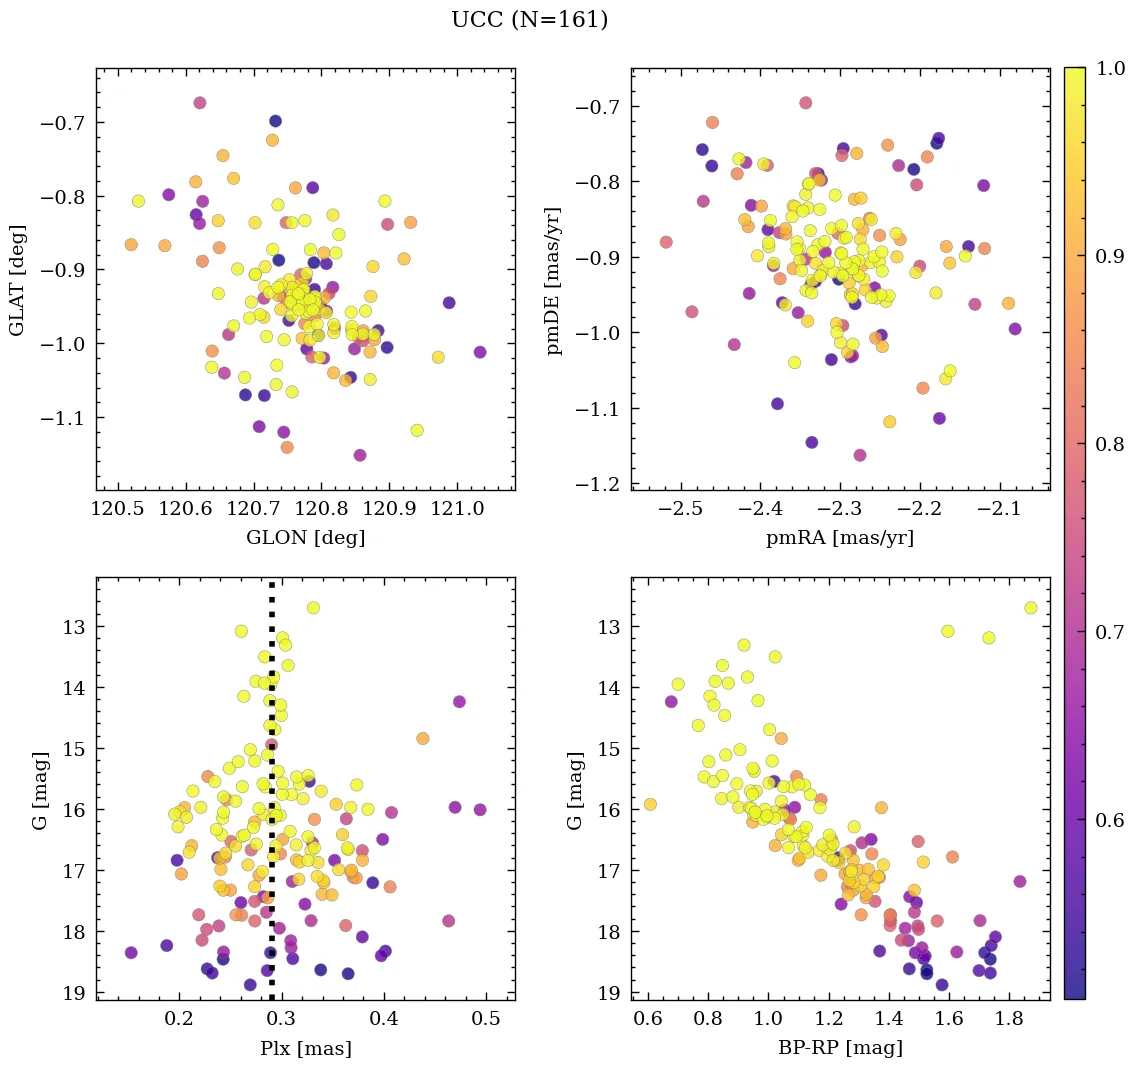 UCC (N=161)
−0.7
−0.8
−0.9
−1.0
−1.1
GLAT [deg]
120.5 120.6 120.7 120.8 120.9 121.0
GLON [deg]
−0.7
−0.8
−0.9
−1.0
−1.1
−1.2
pmDE [mas/yr]
−2.5 −2.4 −2.3 −2.2 −2.1
pmRA [mas/yr]
1.0
0.9
0.8
0.7
0.6
13
14
15
16
17
18
19
G [mag]
0.2 0.3 0.4 0.5
Plx [mas]
13
14
15
16
17
18
19
G [mag]
0.6 0.8 1.0 1.2 1.4 1.6 1.8
BP-RP [mag]